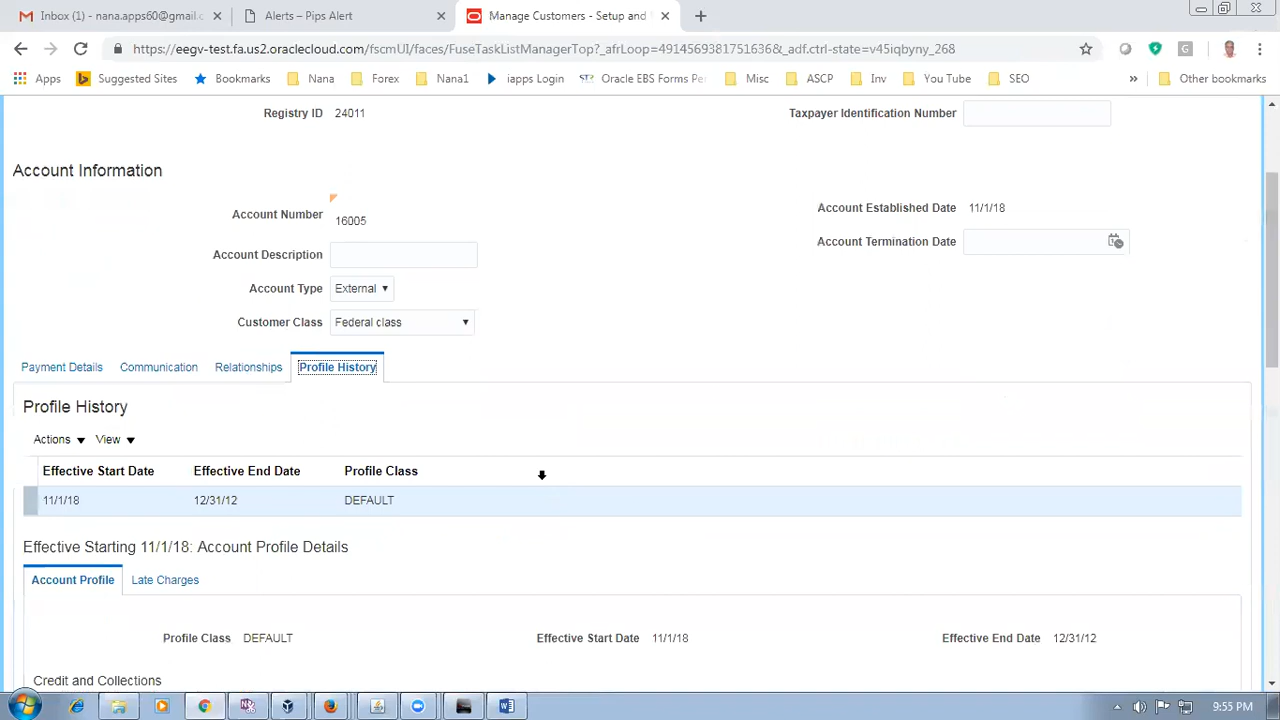 Inbox (1) - nana.apps60@gmail.c
Alerts – Pips Alert
Manage Customers - Setup and
https://eegv-test.fa.us2.oraclecloud.com/fscmUI/faces/FuseTaskListManagerTop?_afrLoop=4914569381751636&_adf.ctrl-state=v45iqbyny_268
Apps
Suggested Sites
Bookmarks
Nana
Forex
Nana1
iapps Login
Oracle EBS Forms Pe
Misc
ASCP
Inv
You Tube
SEO
»
Other bookmarks
Registry ID 24011
Taxpayer Identification Number
Account Information
Account Number 16005
Account Established Date 11/1/18
Account Termination Date
Account Description
Account Type External
Customer Class Federal class
Payment Details Communication Relationships Profile History
Profile History
Actions View
Effective Start Date Effective End Date Profile Class
11/1/18 12/31/12 DEFAULT
Effective Starting 11/1/18: Account Profile Details
Account Profile Late Charges
Profile Class DEFAULT Effective Start Date 11/1/18 Effective End Date 12/31/12
Credit and Collections
9:55 PM